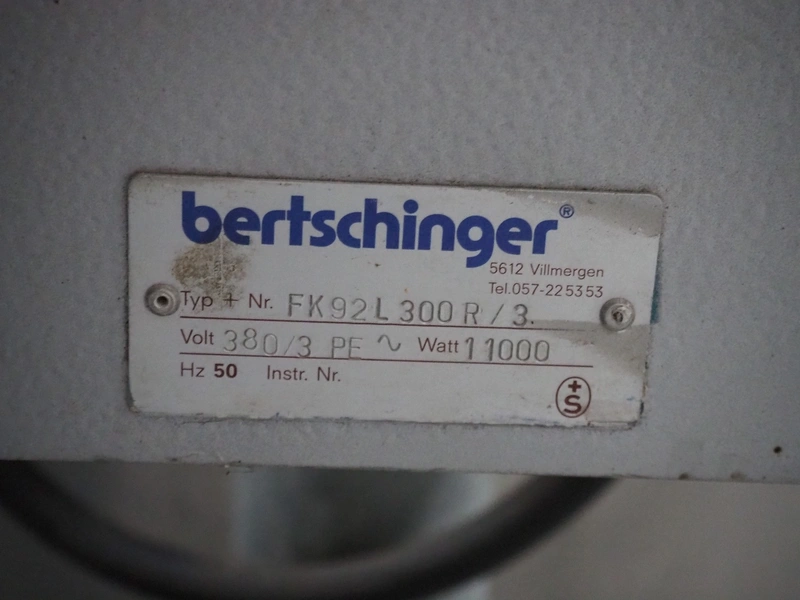 bertschinger®
5612 Villmergen
Tel.057-225353
Typ + Nr. FK92L300R/3.
Volt 380/3 PE ~ Watt 11000
Hz 50 Instr. Nr.
+S